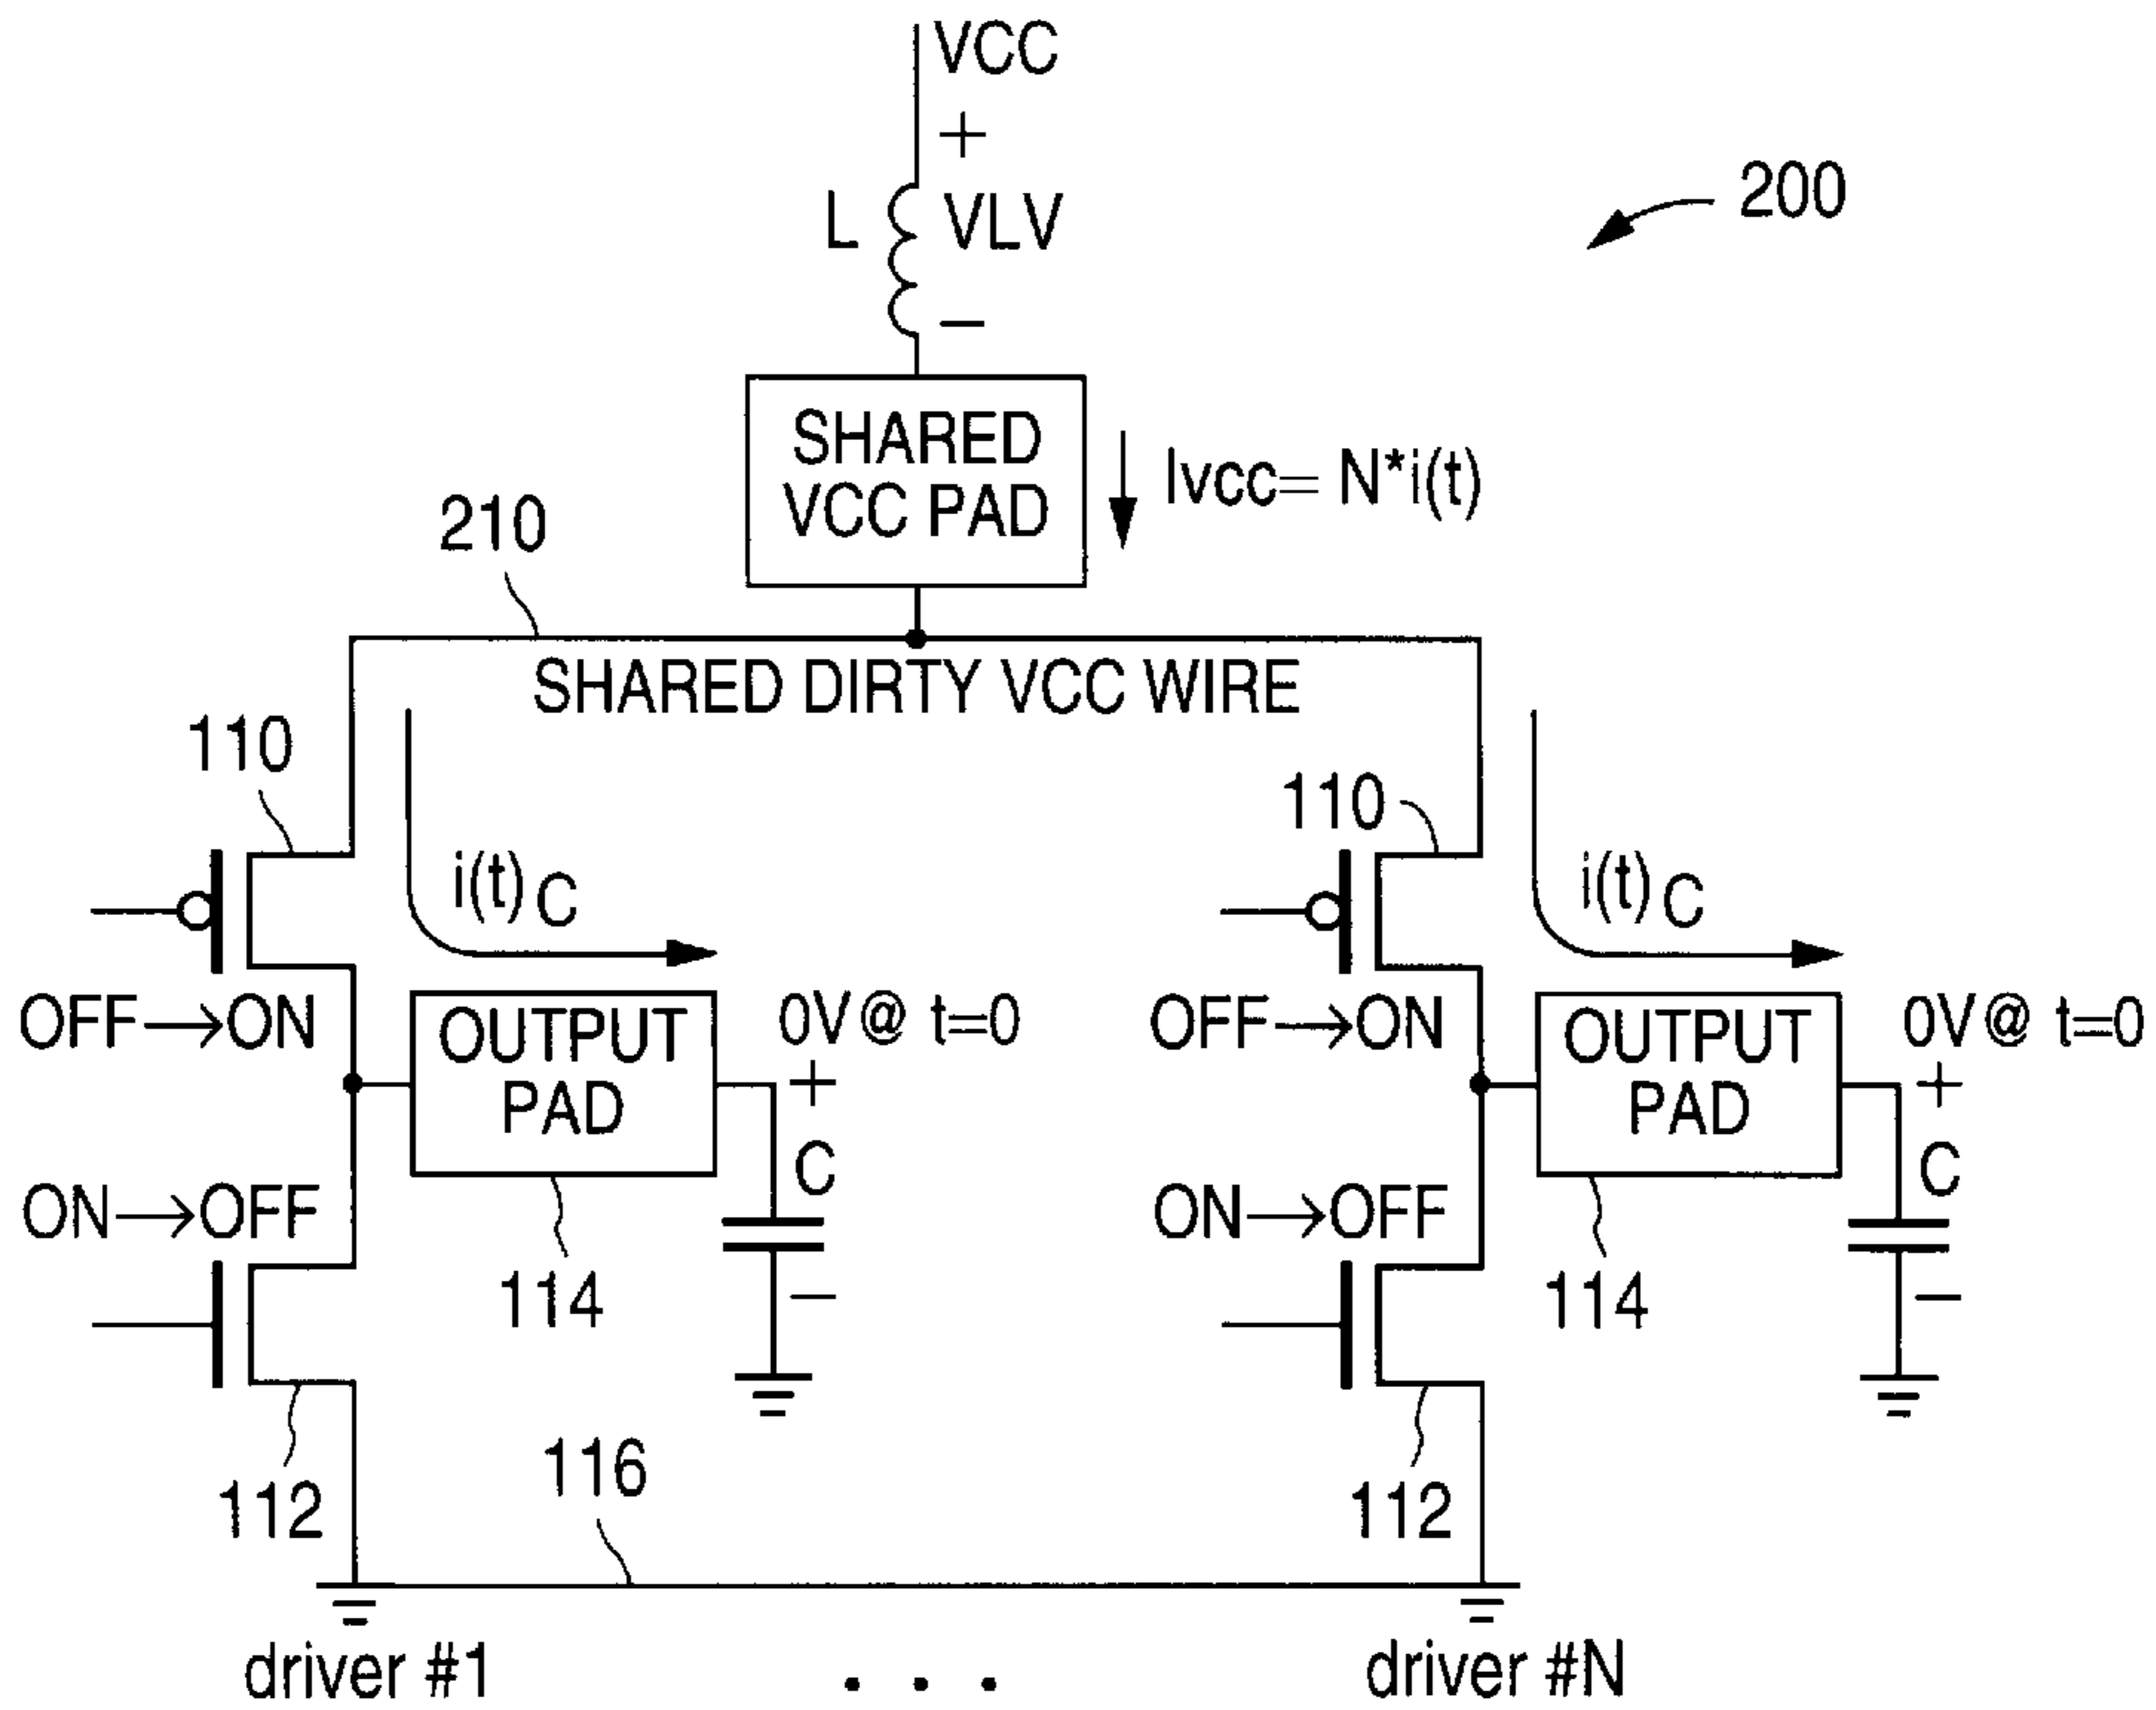 VCC
+
L VLV
200
−
SHARED
VCC PAD
Ivcc= N*i(t)
210
SHARED DIRTY VCC WIRE
110
110
i(t)C
i(t)C
OFF→ON
OUTPUT
PAD
0V@ t=0
OFF→ON
OUTPUT
PAD
0V@ t=0
+
+
C
C
ON→OFF
ON→OFF
114
−
114
−
116
112
112
driver #1
. . .
driver #N